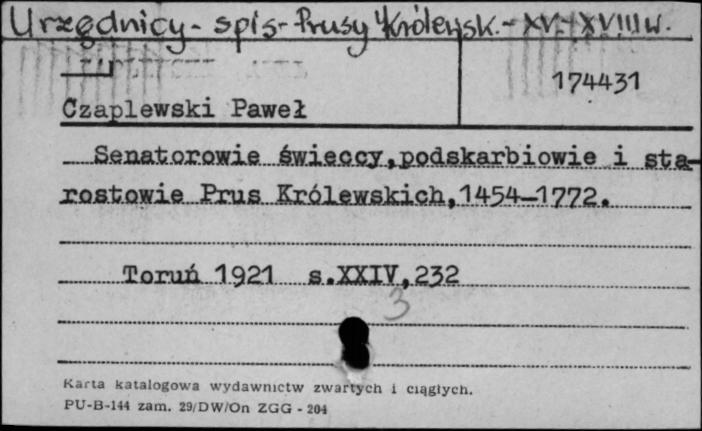 Urzędnicy - spis - Prusy Królewsk. - XV-XVIII w.
174431
Czaplewski Paweł
Senatorowie świeccy,podskarbiowie i sta-
rostowie Prus Królewskich,1454-1772.
Toruń 1921 s.XXIV,232
3
Karta katalogowa wydawnictw zwartych i ciągłych.
PU-B-144 zam. 29/DW/On ZGG - 204